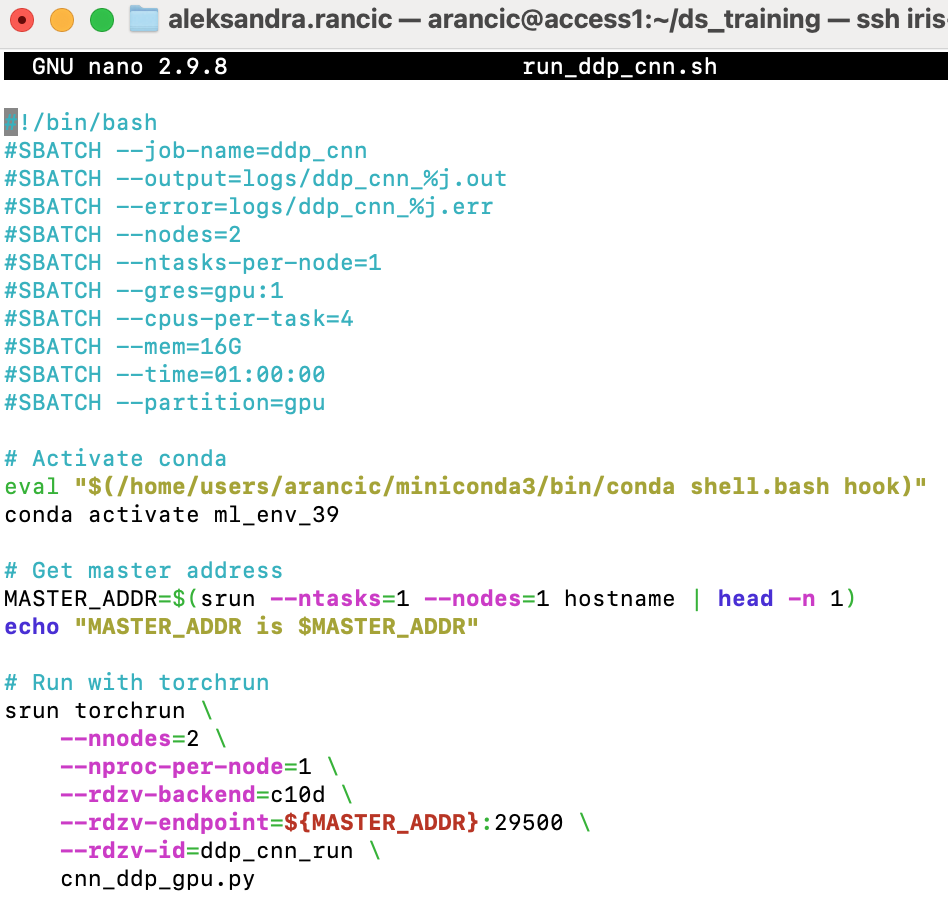 aleksandra.rancic — arancic@access1:~/ds_training — ssh iris-
GNU nano 2.9.8 run_ddp_cnn.sh
#!/bin/bash
#SBATCH --job-name=ddp_cnn
#SBATCH --output=logs/ddp_cnn_%j.out
#SBATCH --error=logs/ddp_cnn_%j.err
#SBATCH --nodes=2
#SBATCH --ntasks-per-node=1
#SBATCH --gres=gpu:1
#SBATCH --cpus-per-task=4
#SBATCH --mem=16G
#SBATCH --time=01:00:00
#SBATCH --partition=gpu
# Activate conda
eval "$(/home/users/arancic/miniconda3/bin/conda shell.bash hook)"
conda activate ml_env_39
# Get master address
MASTER_ADDR=$(srun --ntasks=1 --nodes=1 hostname | head -n 1)
echo "MASTER_ADDR is $MASTER_ADDR"
# Run with torchrun
srun torchrun \
    --nnodes=2 \
    --nproc-per-node=1 \
    --rdzv-backend=c10d \
    --rdzv-endpoint=${MASTER_ADDR}:29500 \
    --rdzv-id=ddp_cnn_run \
    cnn_ddp_gpu.py